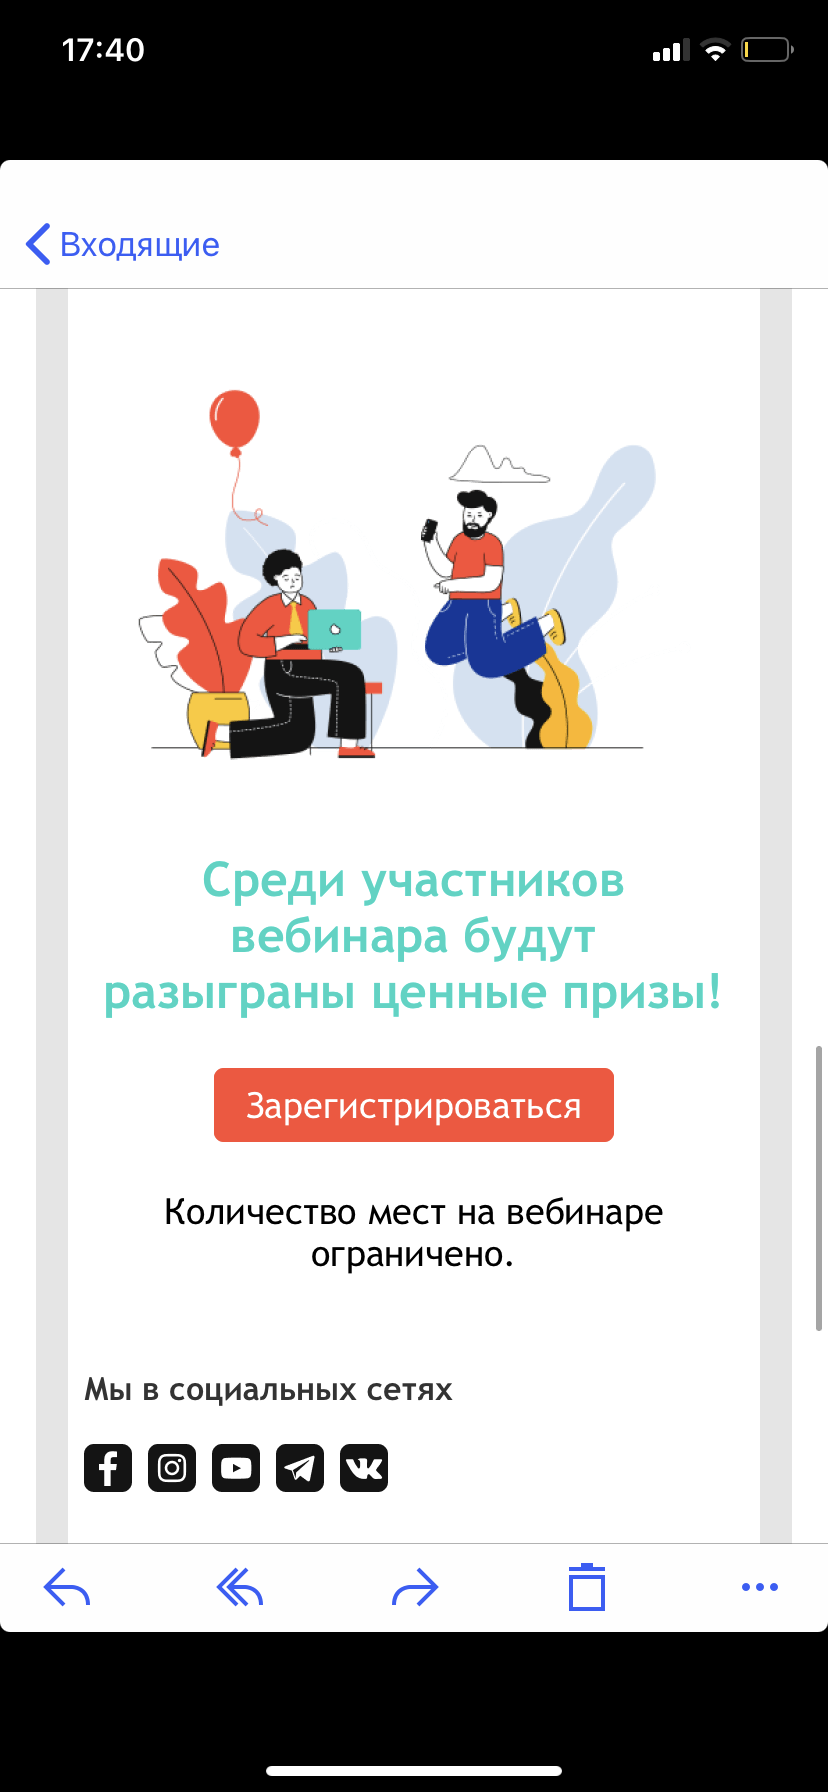 17:40
Входящие
Среди участников
вебинара будут
разыграны ценные призы!
Зарегистрироваться
Количество мест на вебинаре
ограничено.
Мы в социальных сетях